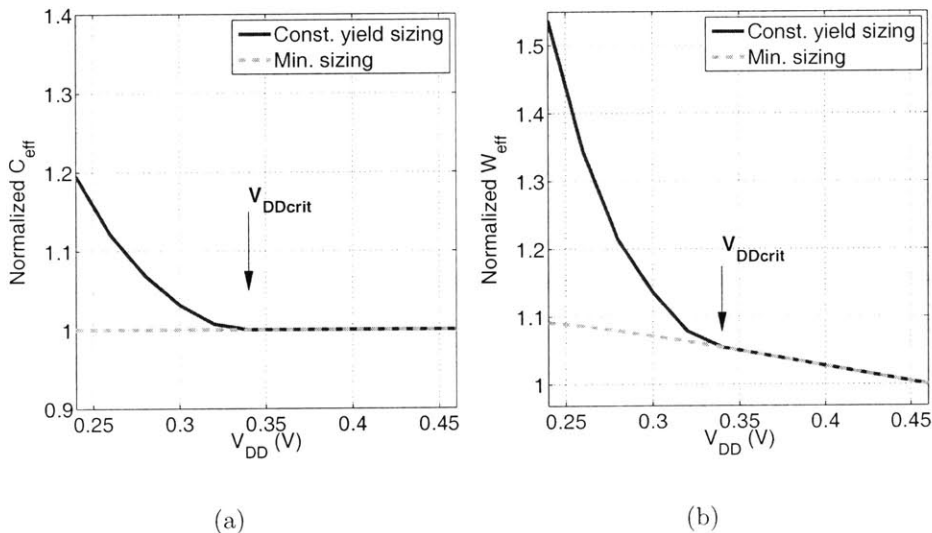 1.4
1.3
1.2
1.1
1
0.9
Normalized C_eff
Const. yield sizing
Min. sizing
V_DDcrit
0.25
0.3
0.35
0.4
0.45
V_DD (V)
(a)
1.5
1.4
1.3
1.2
1.1
1
Normalized W_eff
Const. yield sizing
Min. sizing
V_DDcrit
0.25
0.3
0.35
0.4
0.45
V_DD (V)
(b)